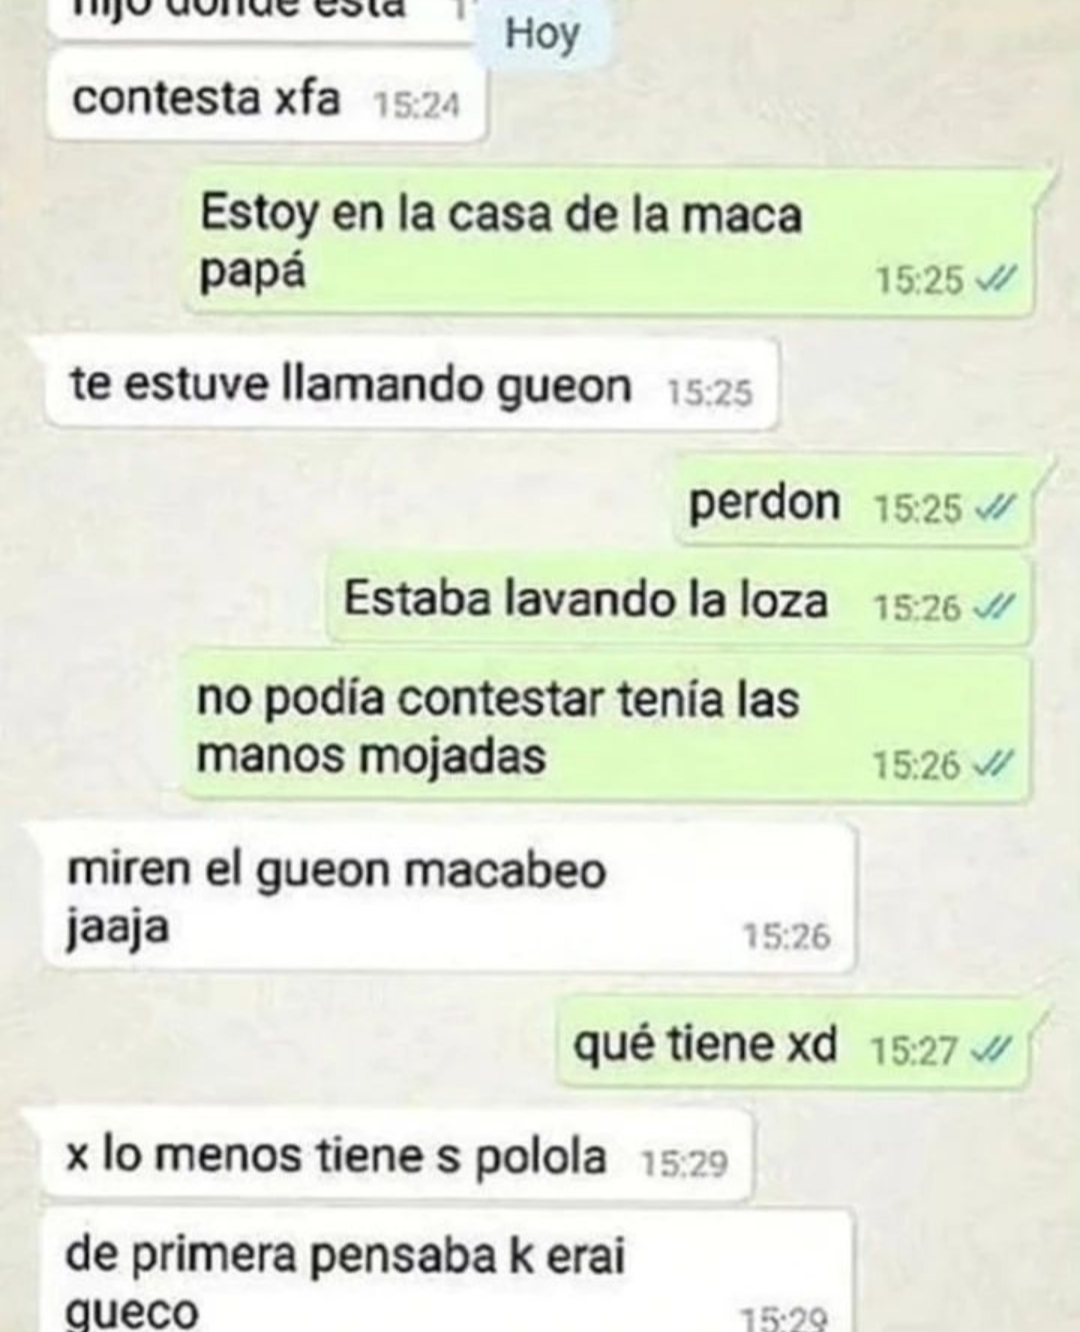 hijo donde esta
Hoy
contesta xfa 15:24
Estoy en la casa de la maca
papá 15:25
te estuve llamando gueon 15:25
perdon 15:25
Estaba lavando la loza 15:26
no podía contestar tenía las
manos mojadas 15:26
miren el gueon macabeo
jaaja 15:26
qué tiene xd 15:27
x lo menos tiene s polola 15:29
de primera pensaba k erai
gueco 15:29